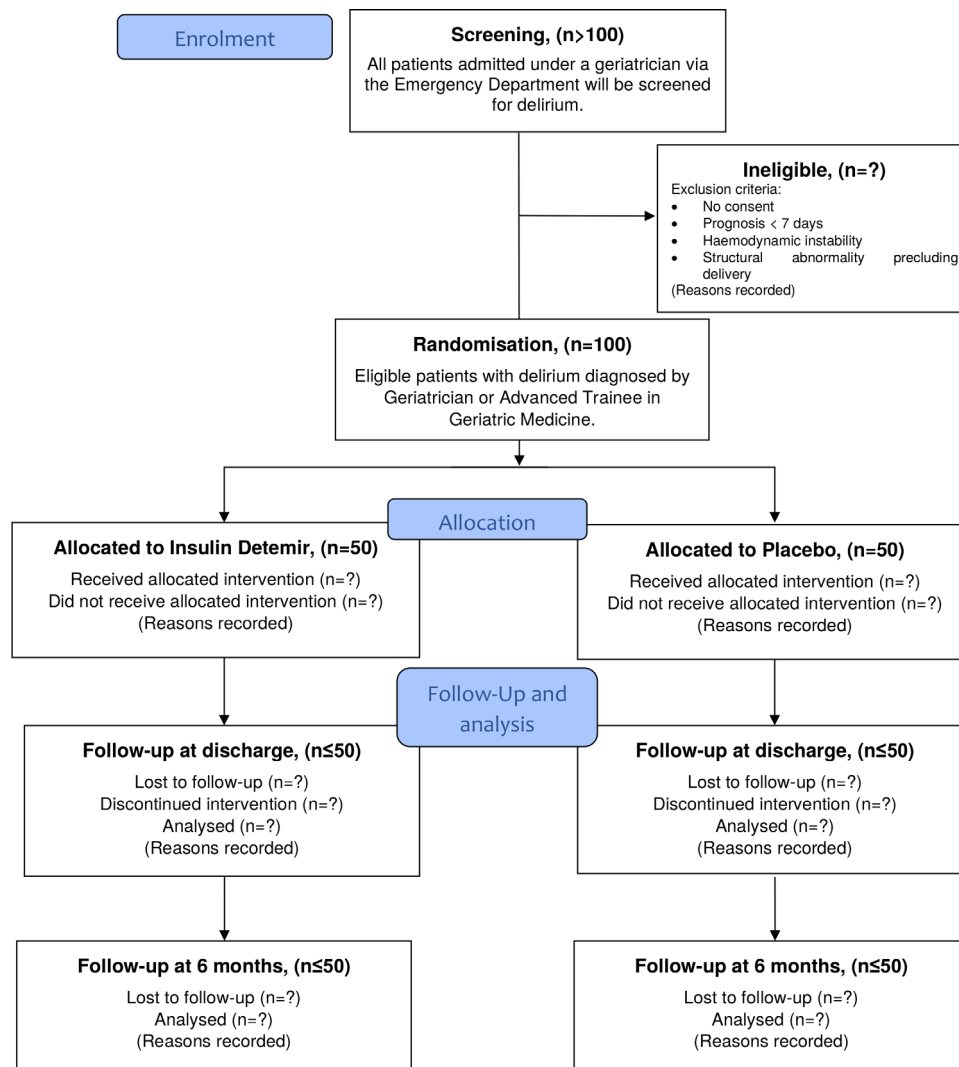 Enrolment
Screening, (n>100)
All patients admitted under a geriatrician via
the Emergency Department will be screened
for delirium.
Ineligible, (n=?)
Exclusion criteria:
• No consent
• Prognosis < 7 days
• Haemodynamic instability
• Structural abnormality precluding
delivery
(Reasons recorded)
Randomisation, (n=100)
Eligible patients with delirium diagnosed by
Geriatrician or Advanced Trainee in
Geriatric Medicine.
Allocation
Allocated to Insulin Detemir, (n=50)
Received allocated intervention (n=?)
Did not receive allocated intervention (n=?)
(Reasons recorded)
Allocated to Placebo, (n=50)
Received allocated intervention (n=?)
Did not receive allocated intervention (n=?)
(Reasons recorded)
Follow-Up and
analysis
Follow-up at discharge, (n≤50)
Lost to follow-up (n=?)
Discontinued intervention (n=?)
Analysed (n=?)
(Reasons recorded)
Follow-up at discharge, (n≤50)
Lost to follow-up (n=?)
Discontinued intervention (n=?)
Analysed (n=?)
(Reasons recorded)
Follow-up at 6 months, (n≤50)
Lost to follow-up (n=?)
Analysed (n=?)
(Reasons recorded)
Follow-up at 6 months, (n≤50)
Lost to follow-up (n=?)
Analysed (n=?)
(Reasons recorded)